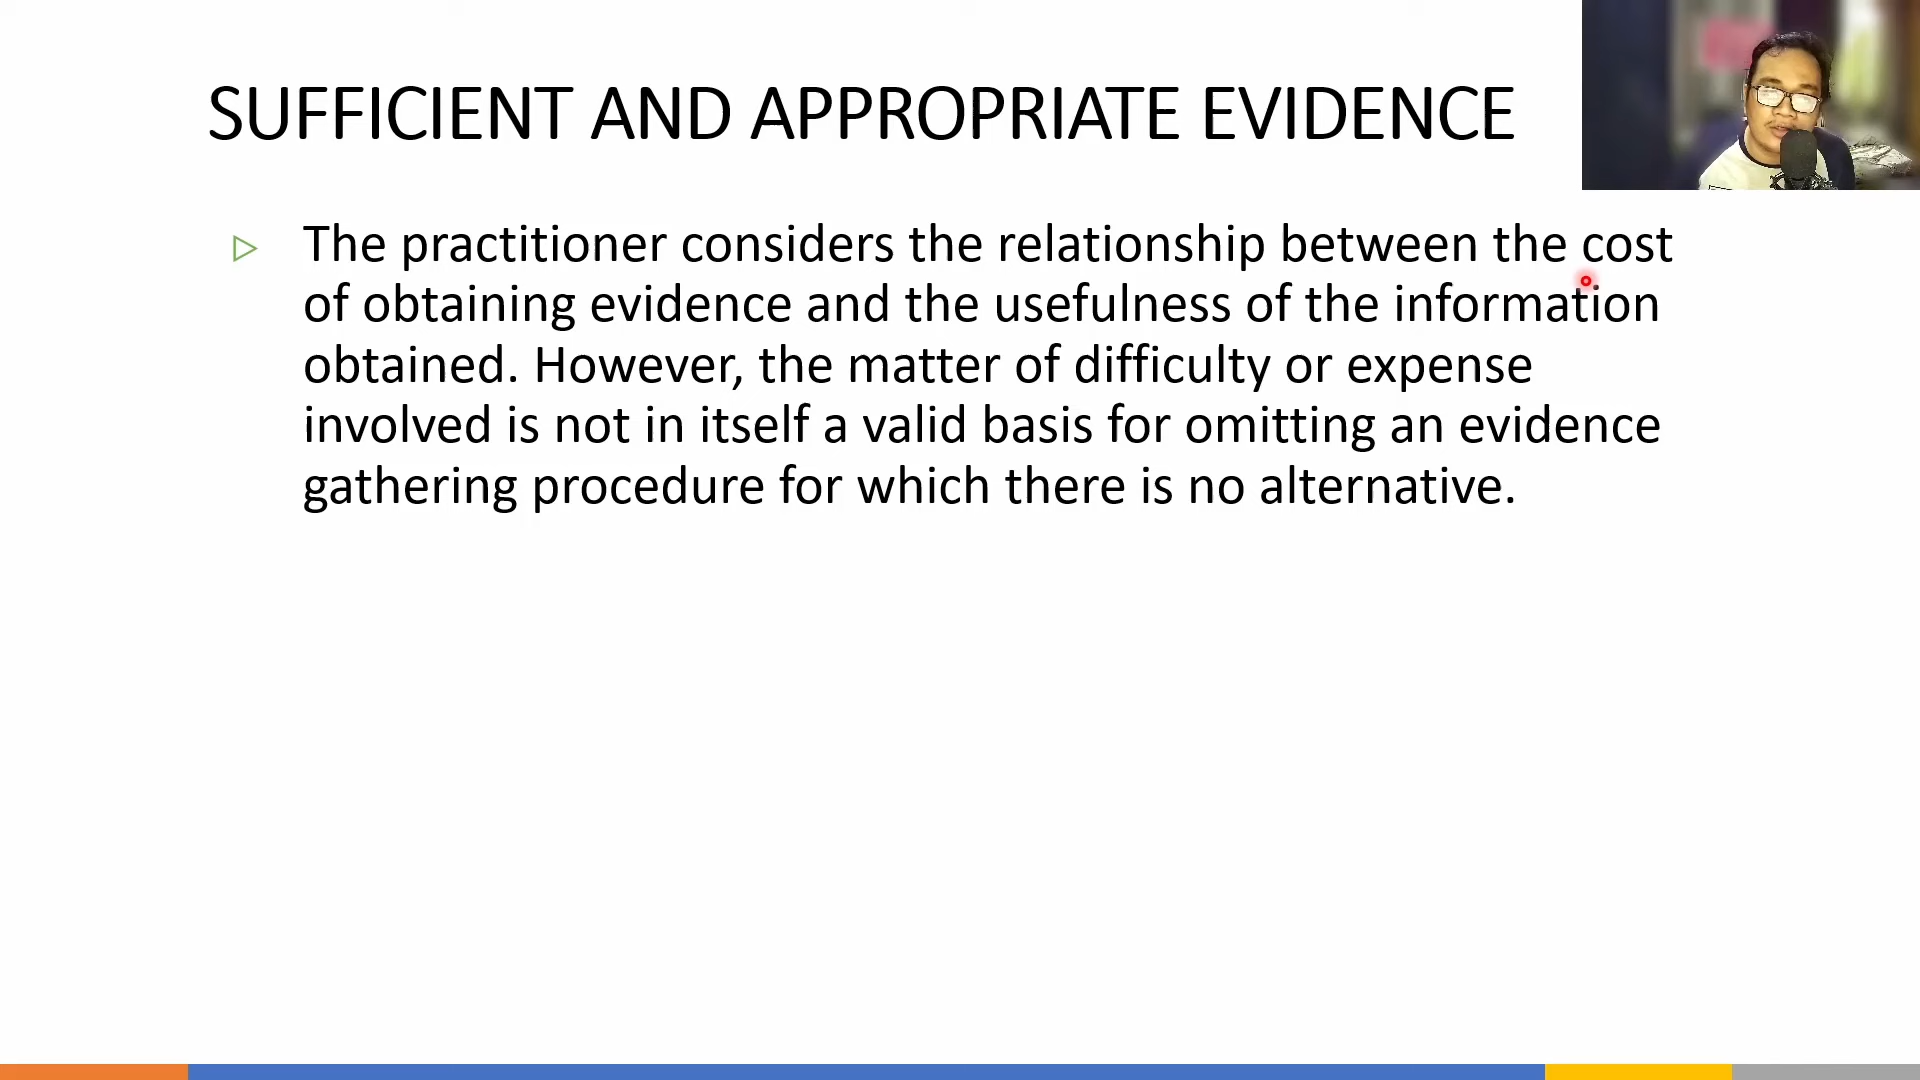 SUFFICIENT AND APPROPRIATE EVIDENCE
The practitioner considers the relationship between the cost
of obtaining evidence and the usefulness of the information
obtained. However, the matter of difficulty or expense
involved is not in itself a valid basis for omitting an evidence
gathering procedure for which there is no alternative.